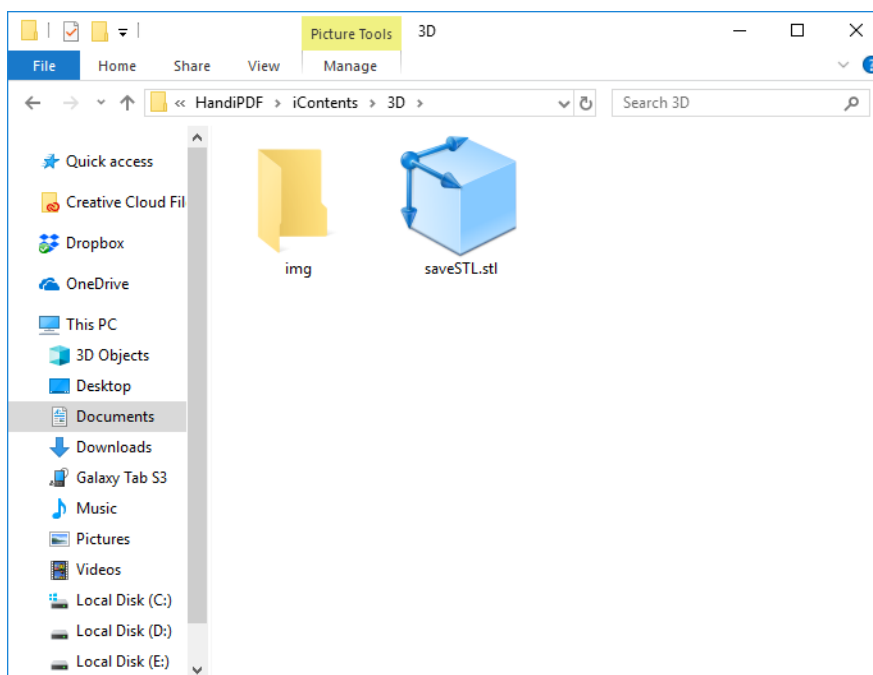 Picture Tools 3D
File Home Share View Manage
« HandiPDF › iContents › 3D › Search 3D
Quick access
Creative Cloud Fil
Dropbox
OneDrive
This PC
3D Objects
Desktop
Documents
Downloads
Galaxy Tab S3
Music
Pictures
Videos
Local Disk (C:)
Local Disk (D:)
Local Disk (E:)
img saveSTL.stl